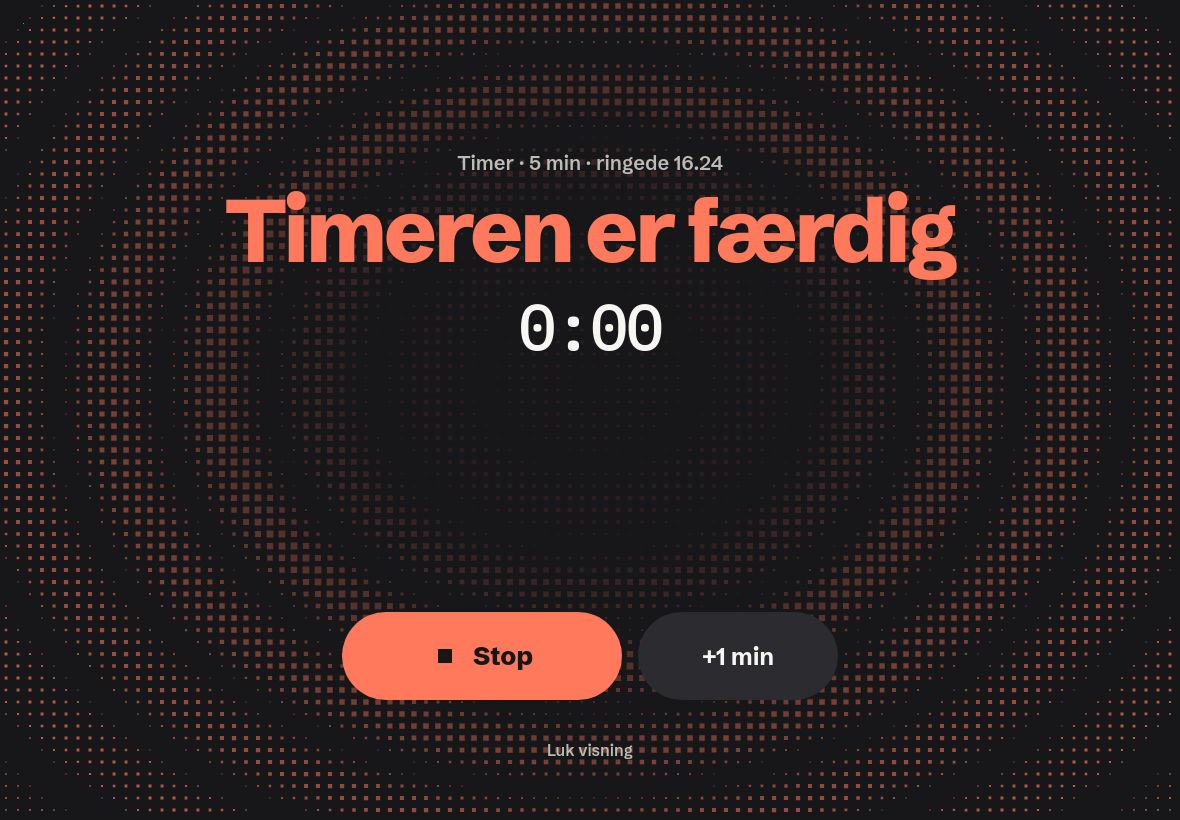 Timer · 5 min · ringede 16.24
Timeren er færdig
0:00
Stop
+1 min
Luk visning